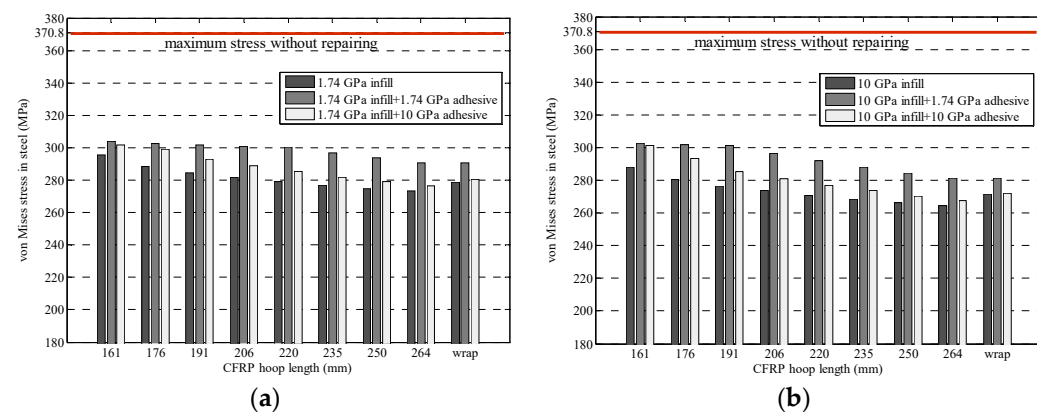 380
370.8
maximum stress without repairing
360
340
1.74 GPa infill
1.74 GPa infill+1.74 GPa adhesive
1.74 GPa infill+10 GPa adhesive
320
300
280
260
240
220
200
180
von Mises stress in steel (MPa)
161 176 191 206 220 235 250 264 wrap
CFRP hoop length (mm)
(a)
380
370.8
maximum stress without repairing
360
340
10 GPa infill
10 GPa infill+1.74 GPa adhesive
10 GPa infill+10 GPa adhesive
320
300
280
260
240
220
200
180
von Mises stress in steel (MPa)
161 176 191 206 220 235 250 264 wrap
CFRP hoop length (mm)
(b)